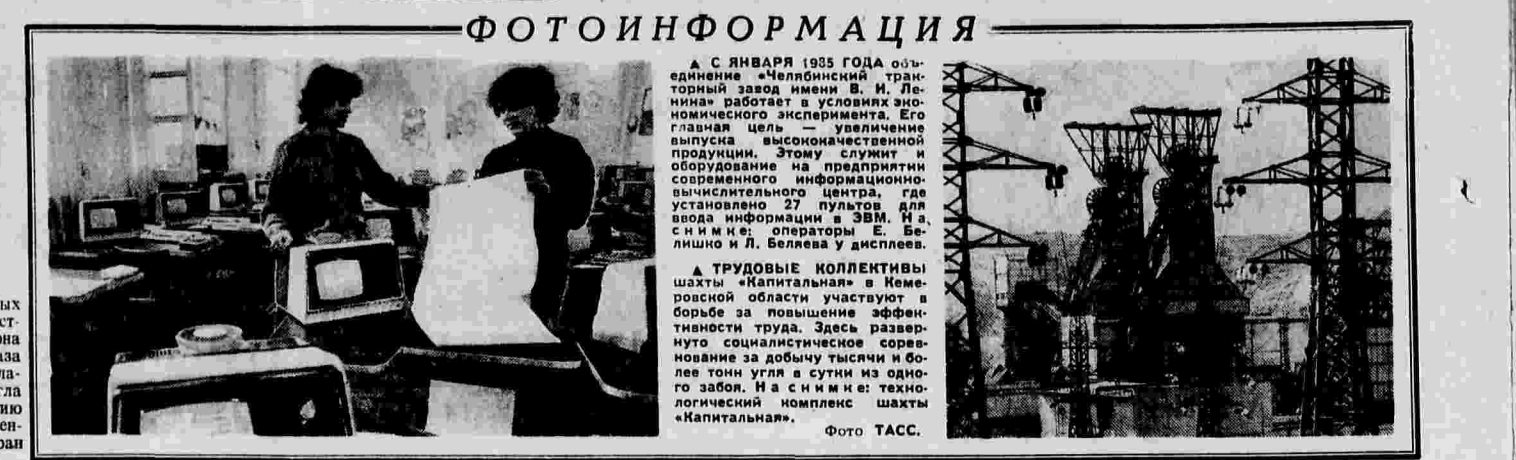 ФОТОИНФОРМАЦИЯ
▲ С ЯНВАРЯ 1985 ГОДА объ-
единение «Челябинский трак-
торный завод имени В. И. Ле-
нина» работает в условиях эко-
номического эксперимента. Его
главная цель — увеличение
выпуска высококачественной
продукции. Этому служит и
оборудование на предприятии
современного информационно-
вычислительного центра, где
установлено 27 пультов для
ввода информации в ЭВМ. На
снимке: операторы Е. Бе-
лишко и Л. Беляева у дисплеев.
▲ ТРУДОВЫЕ КОЛЛЕКТИВЫ
шахты «Капитальная» в Кеме-
ровской области участвуют в
борьбе за повышение эффек-
тивности труда. Здесь развер-
нуто социалистическое сорев-
нование за добычу тысячи и бо-
лее тонн угля в сутки из одно-
го забоя. На снимке: техно-
логический комплекс шахты
«Капитальная».
Фото ТАСС.